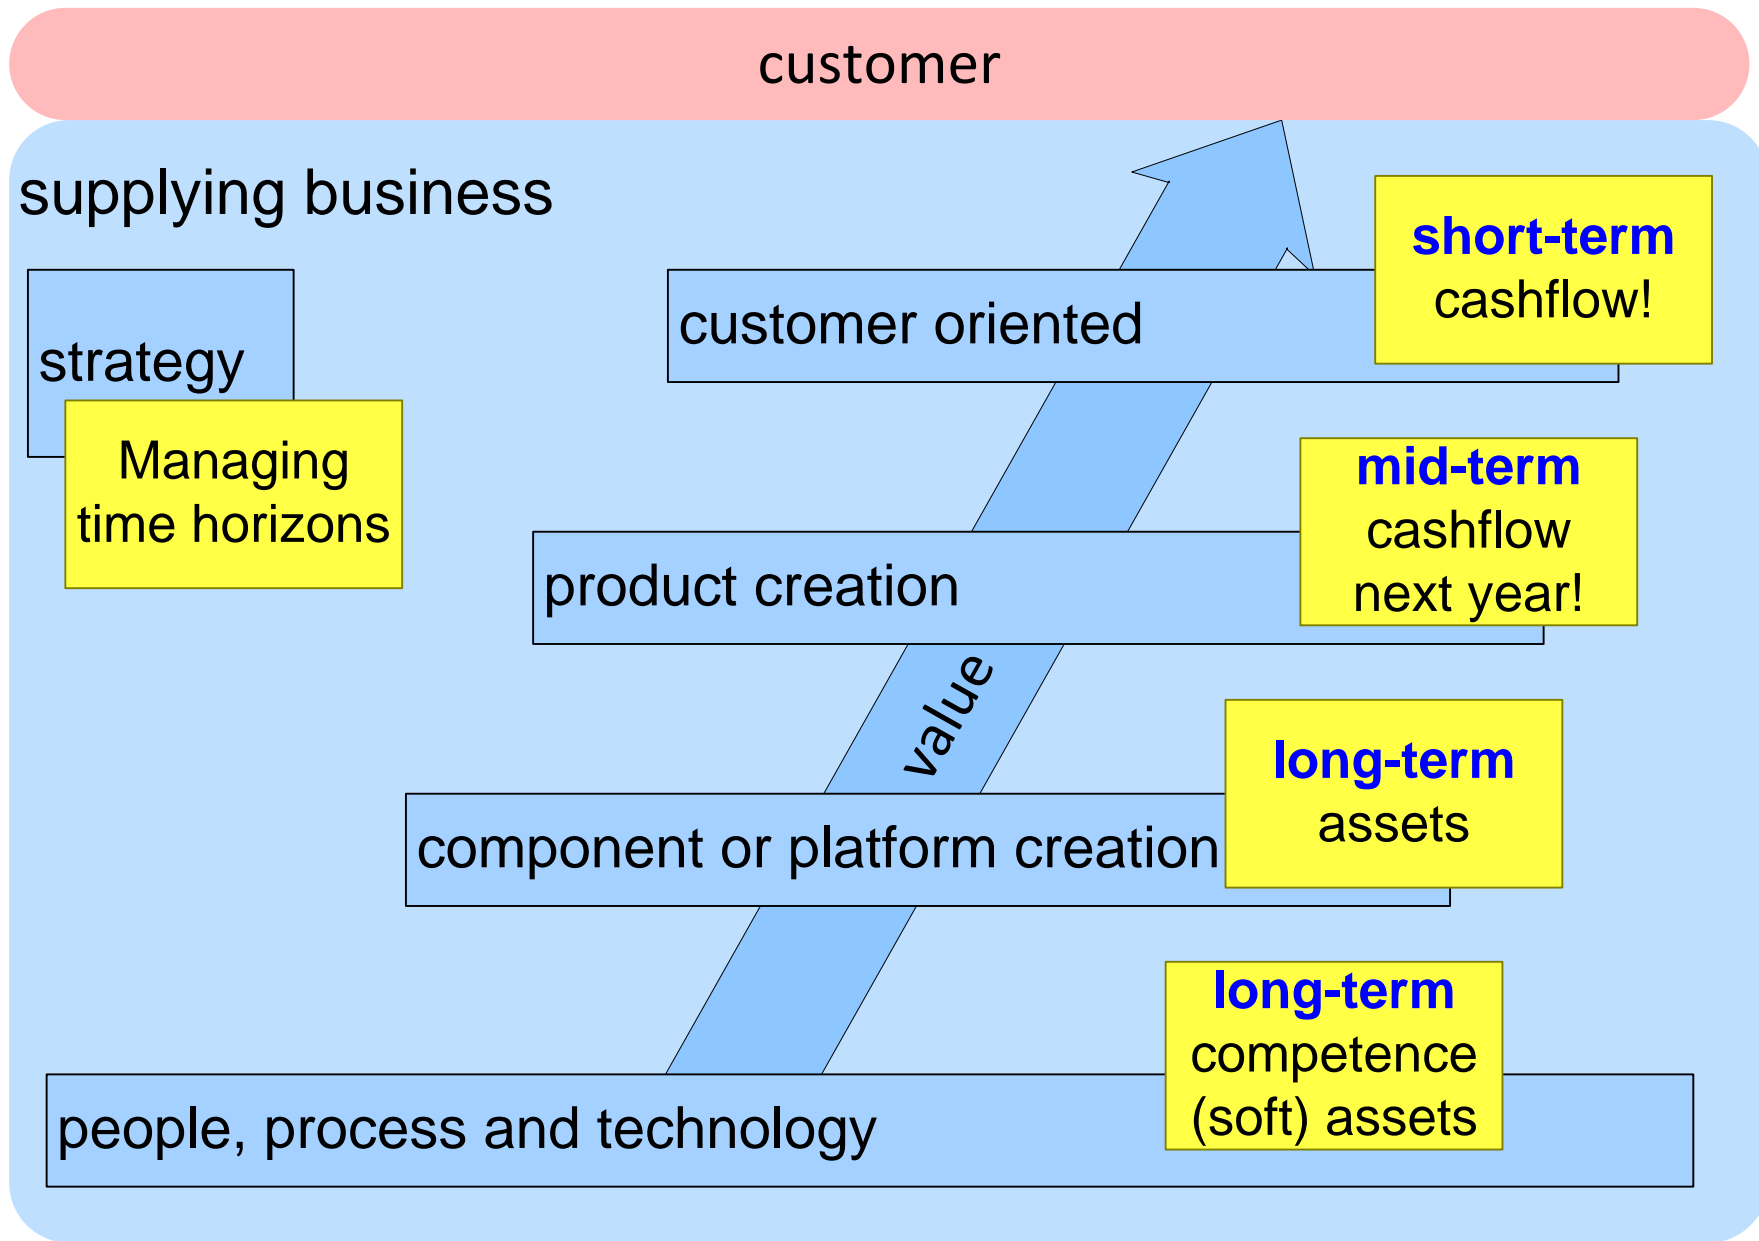 customer
supplying business
short-term
cashflow!
customer oriented
strategy
Managing
time horizons
mid-term
cashflow
next year!
product creation
value
long-term
assets
component or platform creation
long-term
competence
(soft) assets
people, process and technology